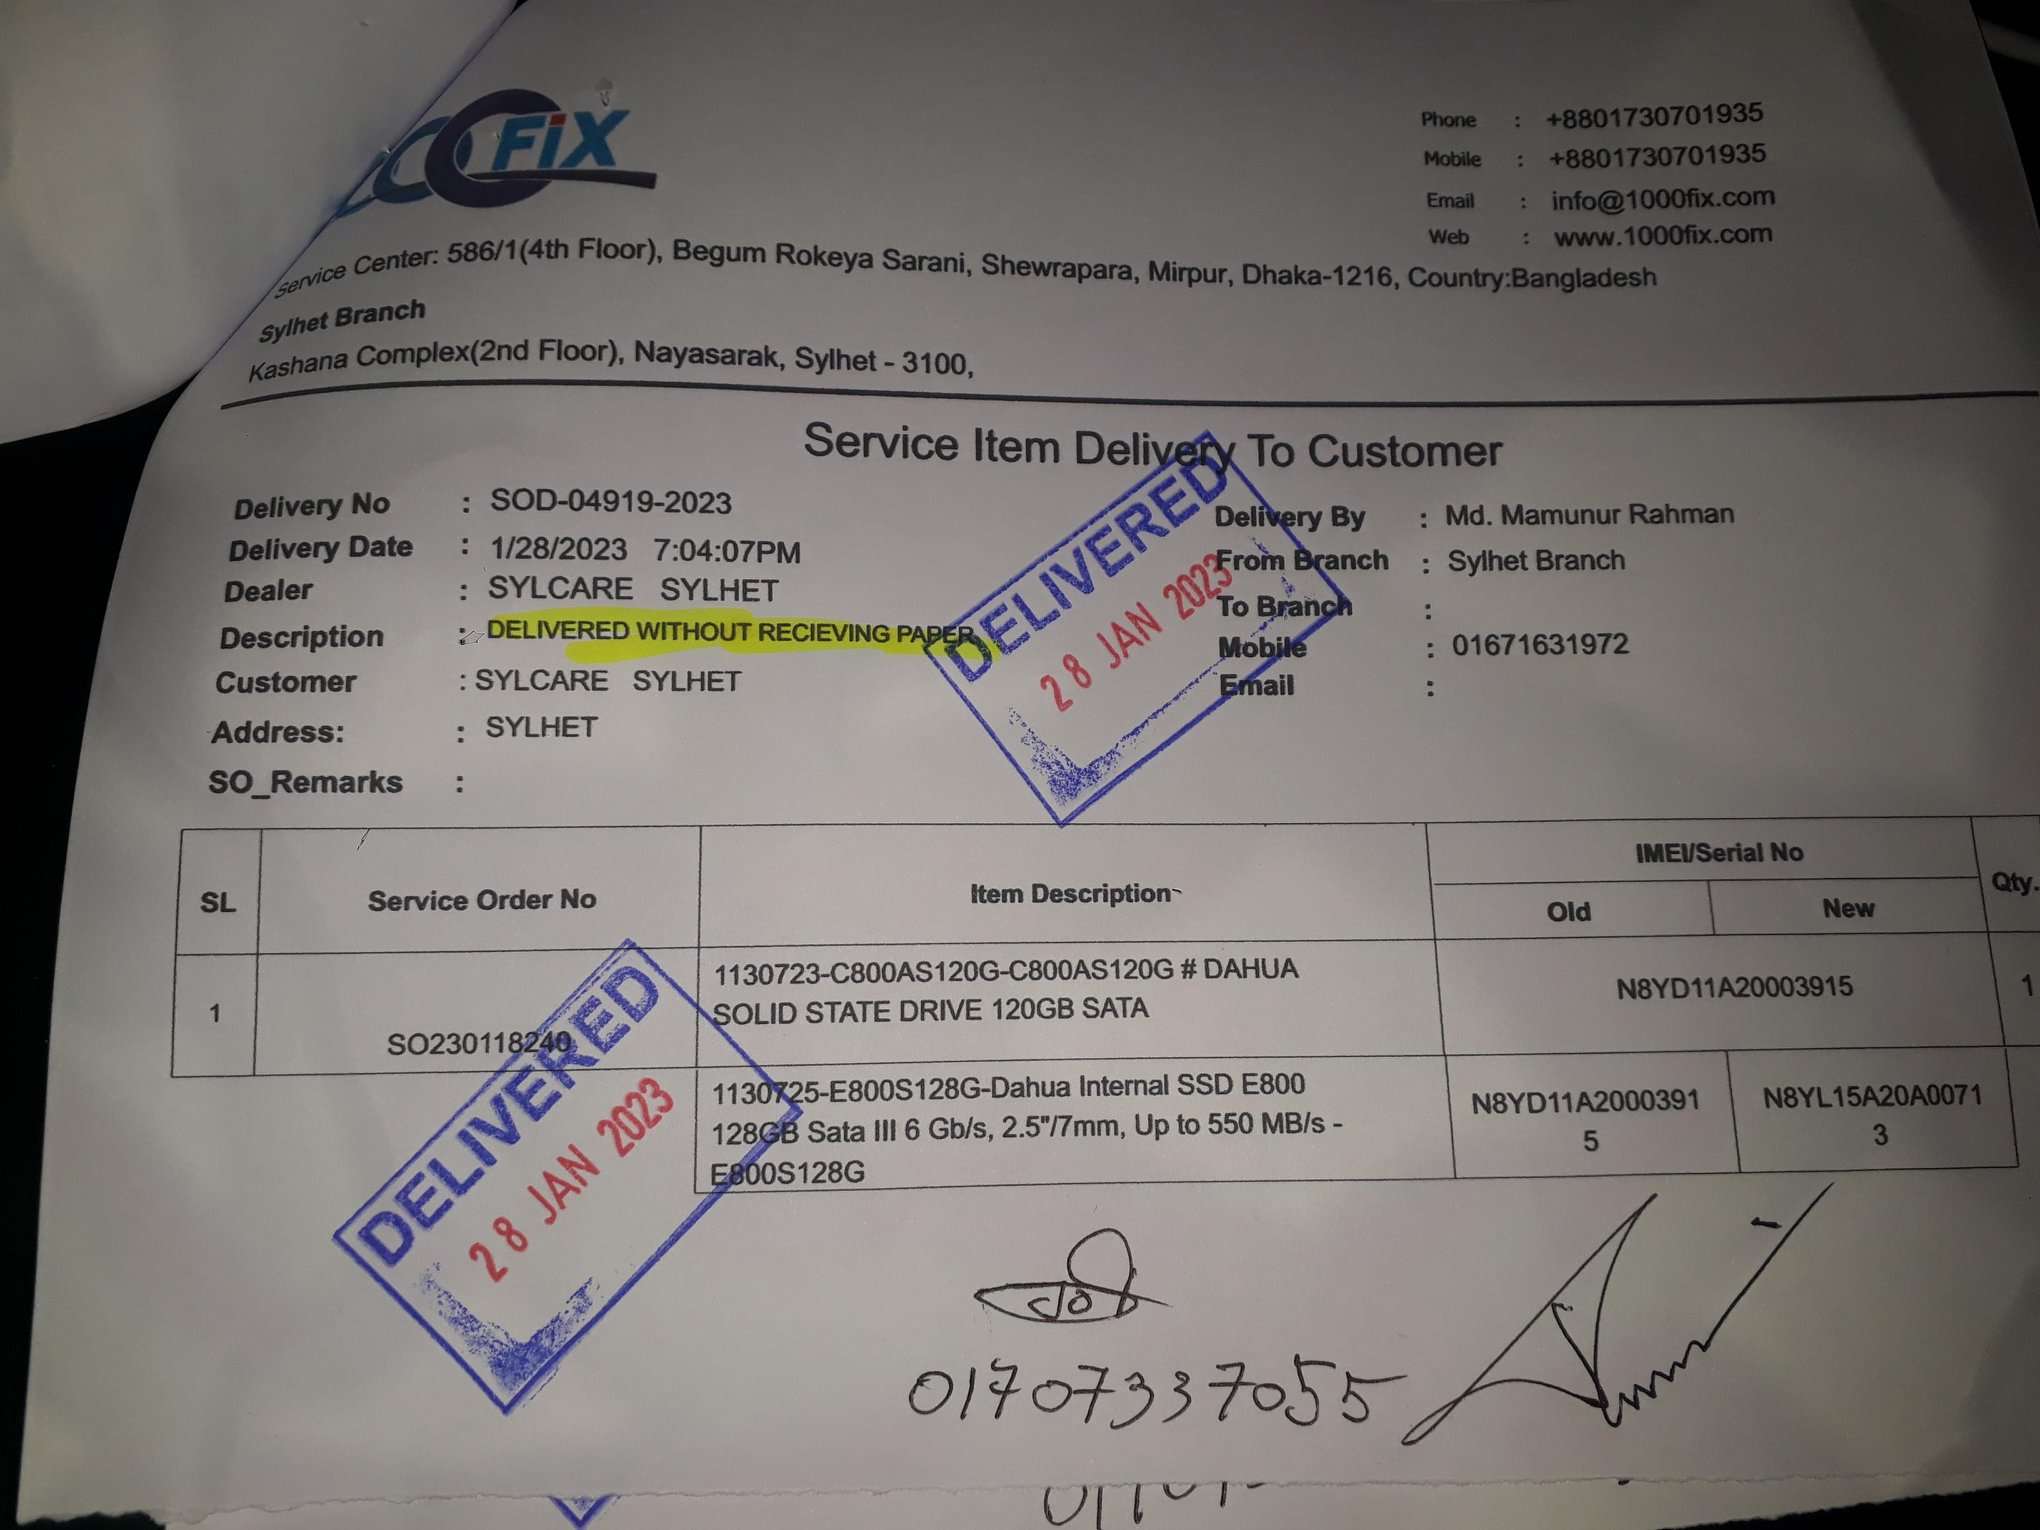 FiX
Phone : +8801730701935
Mobile : +8801730701935
Email : info@1000fix.com
Web : www.1000fix.com
Service Center: 586/1(4th Floor), Begum Rokeya Sarani, Shewrapara, Mirpur, Dhaka-1216, Country:Bangladesh
Sylhet Branch
Kashana Complex(2nd Floor), Nayasarak, Sylhet - 3100,
Service Item Delivery To Customer
Delivery No : SOD-04919-2023
Delivery Date : 1/28/2023 7:04:07PM
Dealer : SYLCARE SYLHET
Description : DELIVERED WITHOUT RECIEVING PAPER
Customer : SYLCARE SYLHET
Address: : SYLHET
SO_Remarks :
Delivery By : Md. Mamunur Rahman
From Branch : Sylhet Branch
To Branch :
Mobile : 01671631972
Email :
DELIVERED
28 JAN 2023
SL Service Order No Item Description IMEI/Serial No Qty.
Old New
1 SO230118240 1130723-C800AS120G-C800AS120G # DAHUA N8YD11A20003915 1
SOLID STATE DRIVE 120GB SATA
1130725-E800S128G-Dahua Internal SSD E800 N8YD11A2000391 N8YL15A20A0071
128GB Sata III 6 Gb/s, 2.5"/7mm, Up to 550 MB/s - 5 3
E800S128G
DELIVERED
28 JAN 2023
01707337055